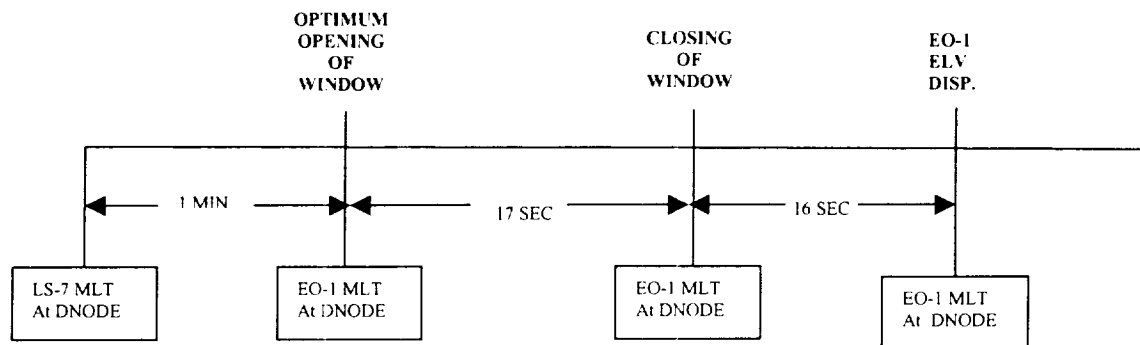 OPTIMUM
OPENING
OF
WINDOW
CLOSING
OF
WINDOW
EO-1
ELV
DISP.
1 MIN
17 SEC
16 SEC
LS-7 MLT
At DNODE
EO-1 MLT
At DNODE
EO-1 MLT
At DNODE
EO-1 MLT
At DNODE